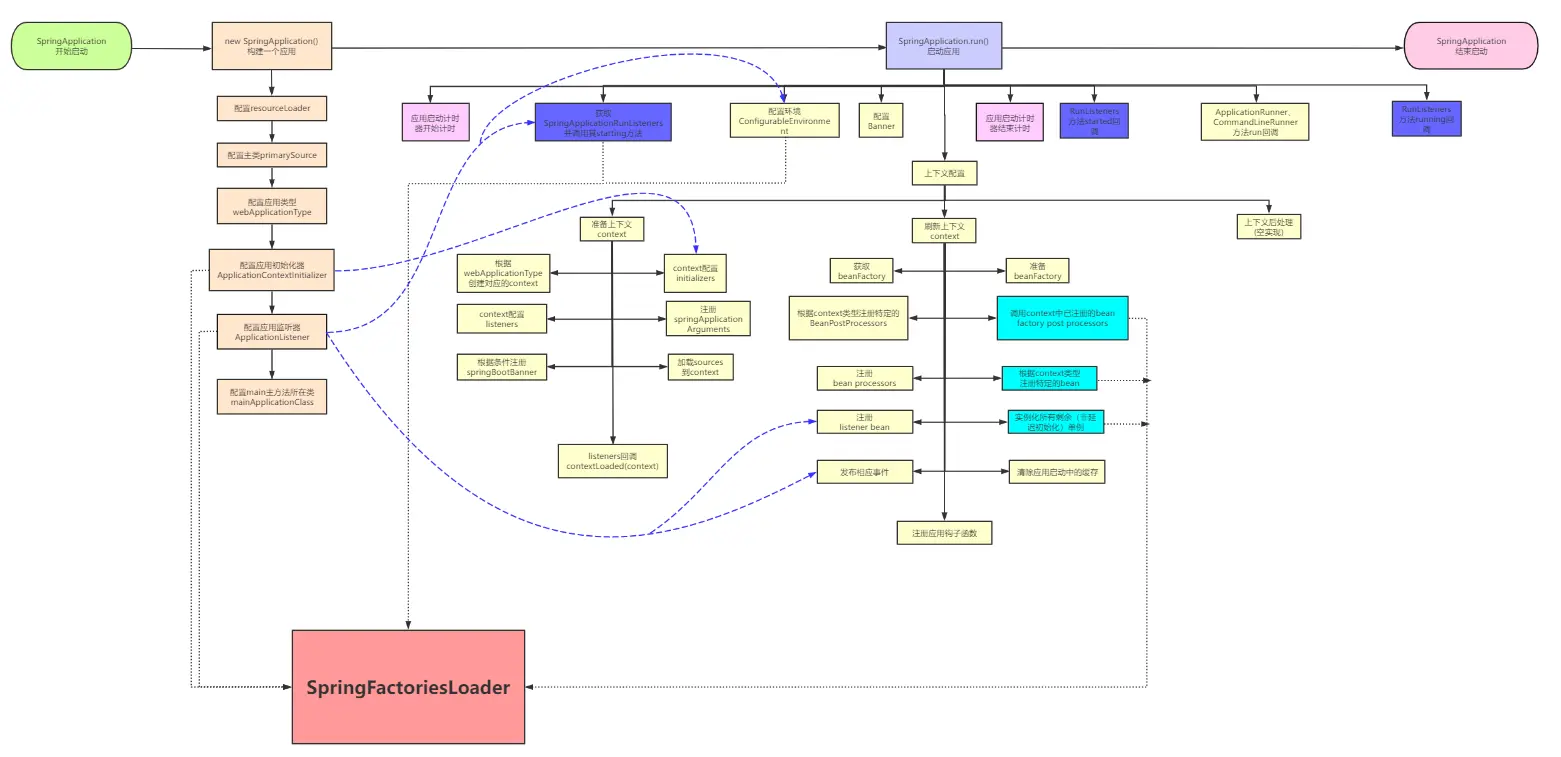 SpringApplication
开始启动
new SpringApplication()
构建一个应用
SpringApplication.run()
启动应用
SpringApplication
结束启动
配置resourceLoader
配置主类primarySource
配置应用类型
webApplicationType
配置应用初始化器
ApplicationContextInitializer
配置应用监听器
ApplicationListener
配置main主方法所在类
mainApplicationClass
应用启动计时
器开始计时
获取
SpringApplicationRunListeners
并调用其starting方法
配置环境
ConfigurableEnvironme
nt
配置
Banner
应用启动计时
器结束计时
RunListeners
方法started回
调
ApplicationRunner、
CommandLineRunner
方法run回调
RunListeners
方法running回
调
上下文配置
准备上下文
context
刷新上下文
context
上下文后处理
(空实现)
根据
webApplicationType
创建对应的context
context配置
initializers
context配置
listeners
注册
springApplication
Arguments
根据条件注册
springBootBanner
加载sources
到context
listeners回调
contextLoaded(context)
获取
beanFactory
准备
beanFactory
根据context类型注册特定的
BeanPostProcessors
调用context中已注册的bean
factory post processors
注册
bean processors
根据context类型
注册特定的bean
注册
listener bean
实例化所有剩余（非延
迟初始化）单例
发布相应事件
清除应用启动中的缓存
注册应用钩子函数
SpringFactoriesLoader